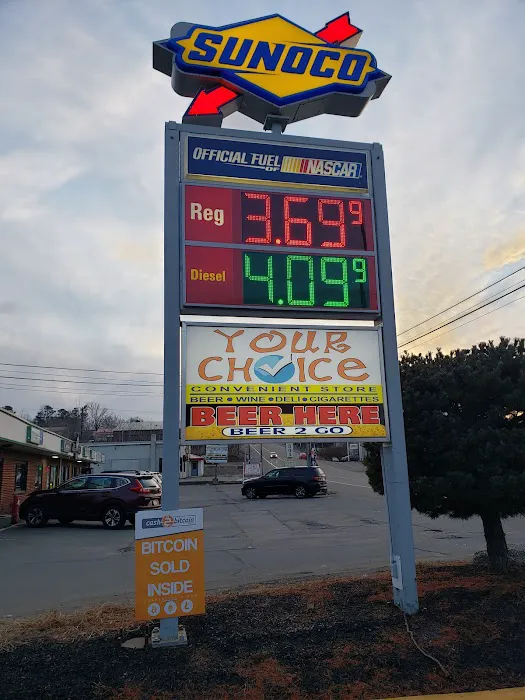 SUNOCO
OFFICIAL FUEL OF NASCAR
Reg 3.69 9
Diesel 4.09 9
YOUR
CHOICE
CONVENIENT STORE
BEER • WINE • DELI • CIGARETTES
BEER HERE
BEER 2 GO
cash2bitcoin
BITCOIN
SOLD
INSIDE